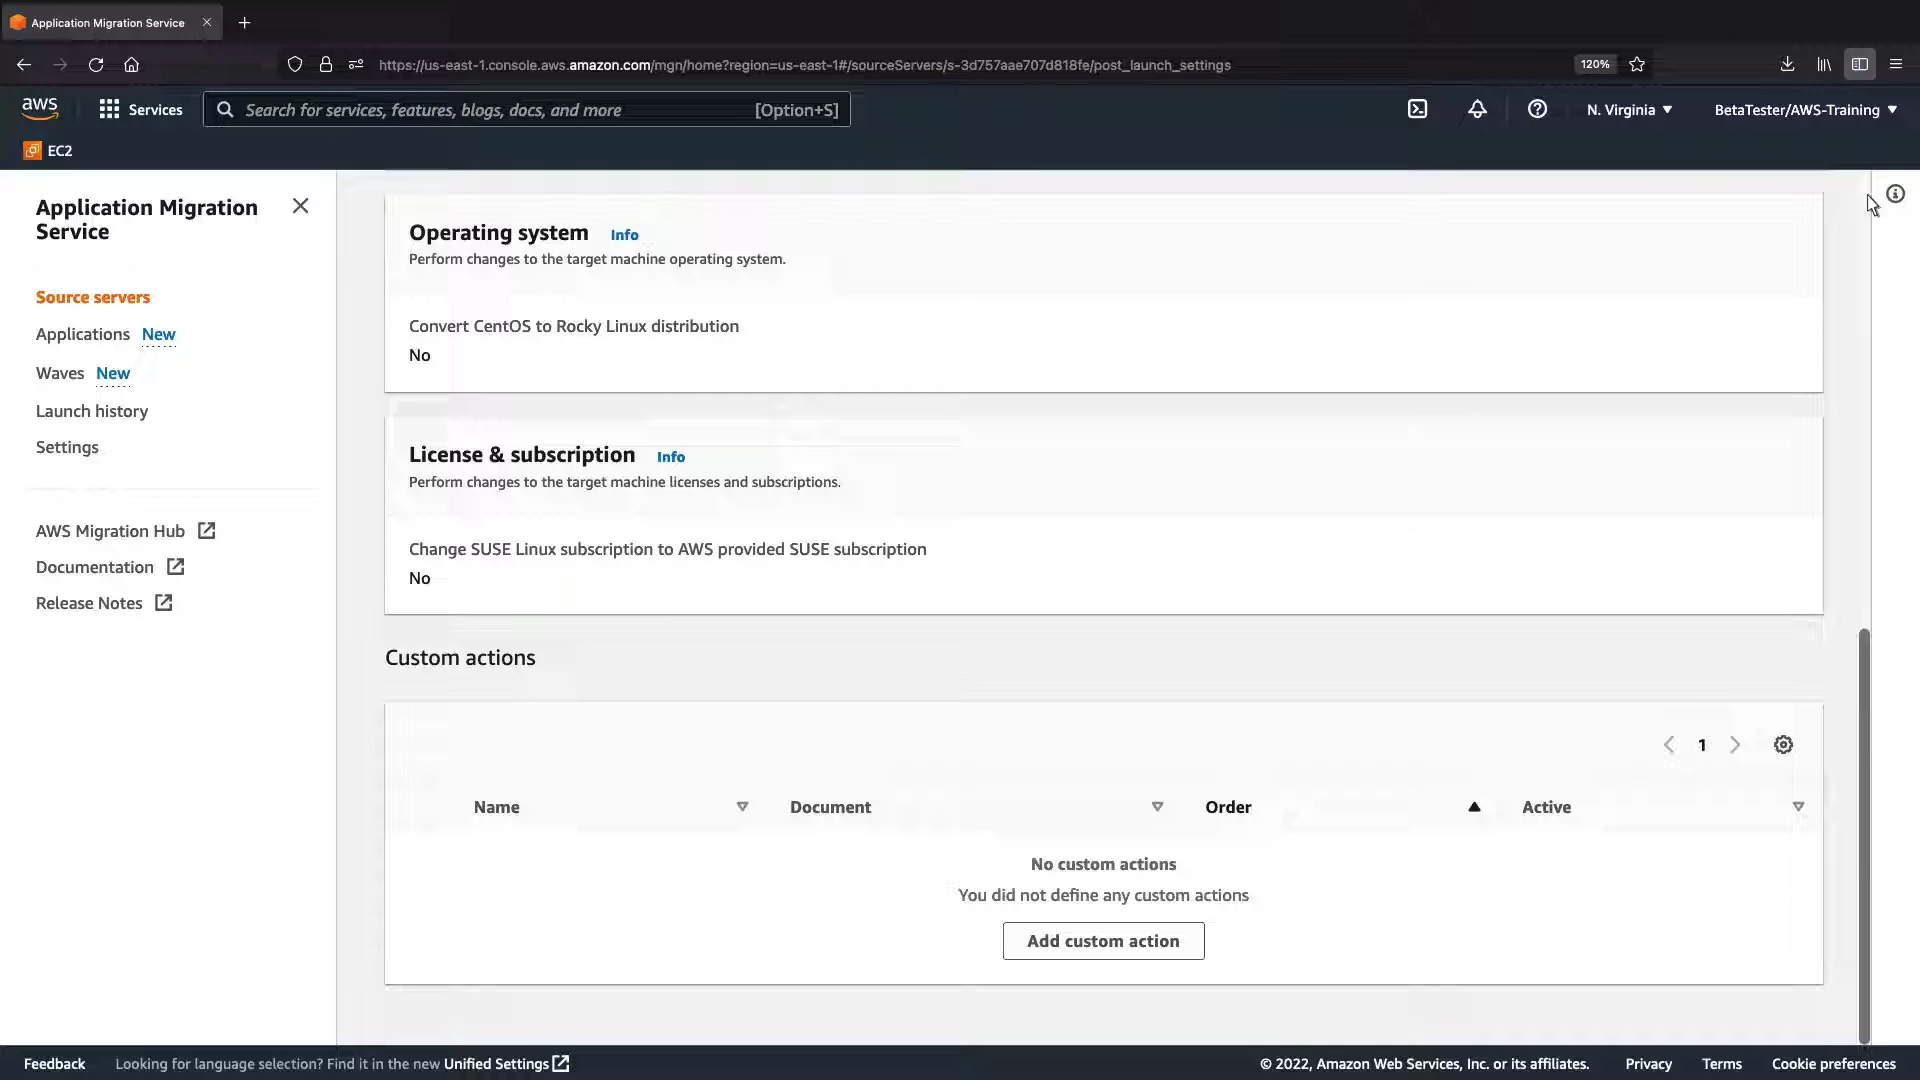 Application Migration Service
https://us-east-1.console.aws.amazon.com/mgn/home?region=us-east-1#/sourceServers/s-3d757aae707d818fe/post_launch_settings
120%
aws
Services
Search for services, features, blogs, docs, and more
[Option+S]
N. Virginia
BetaTester/AWS-Training
EC2
Application Migration
Service
Source servers
Applications New
Waves New
Launch history
Settings
AWS Migration Hub
Documentation
Release Notes
Operating system Info
Perform changes to the target machine operating system.
Convert CentOS to Rocky Linux distribution
No
License & subscription Info
Perform changes to the target machine licenses and subscriptions.
Change SUSE Linux subscription to AWS provided SUSE subscription
No
Custom actions
1
Name Document Order Active
No custom actions
You did not define any custom actions
Add custom action
Feedback Looking for language selection? Find it in the new Unified Settings © 2022, Amazon Web Services, Inc. or its affiliates. Privacy Terms Cookie preferences